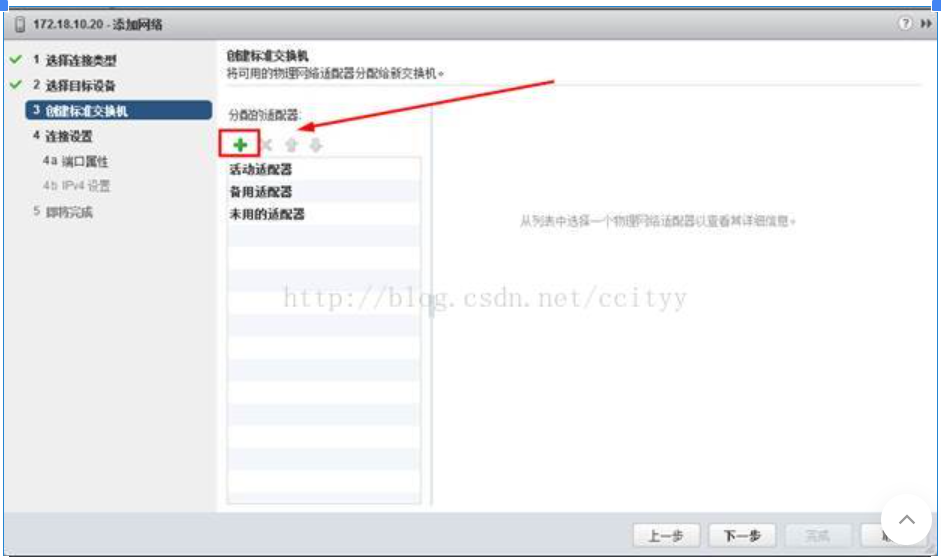 172.18.10.20 - 添加网络
?
1 选择连接类型
2 选择目标设备
3 创建标准交换机
4 连接设置
4a 端口属性
4b IPv4 设置
5 即将完成
创建标准交换机
将可用的物理网络适配器分配给新交换机。
分配的适配器:
活动适配器
备用适配器
未用的适配器
从列表中选择一个物理网络适配器以查看其详细信息。
http://blog.csdn.net/ccityy
上一步
下一步
完成